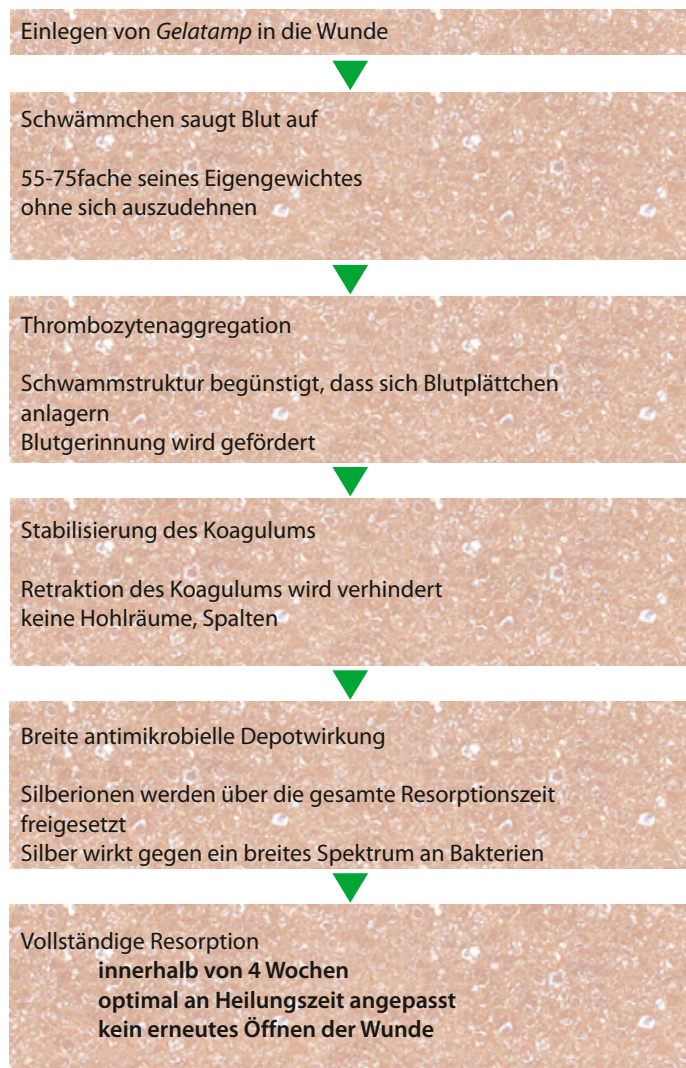 Einlegen von Gelatamp in die Wunde
Schwämmchen saugt Blut auf
55-75fache seines Eigengewichtes
ohne sich auszudehnen
Thrombozytenaggregation
Schwammstruktur begünstigt, dass sich Blutplättchen
anlagern
Blutgerinnung wird gefördert
Stabilisierung des Koagulums
Retraktion des Koagulums wird verhindert
keine Hohlräume, Spalten
Breite antimikrobielle Depotwirkung
Silberionen werden über die gesamte Resorptionszeit
freigesetzt
Silber wirkt gegen ein breites Spektrum an Bakterien
Vollständige Resorption
innerhalb von 4 Wochen
optimal an Heilungszeit angepasst
kein erneutes Öffnen der Wunde